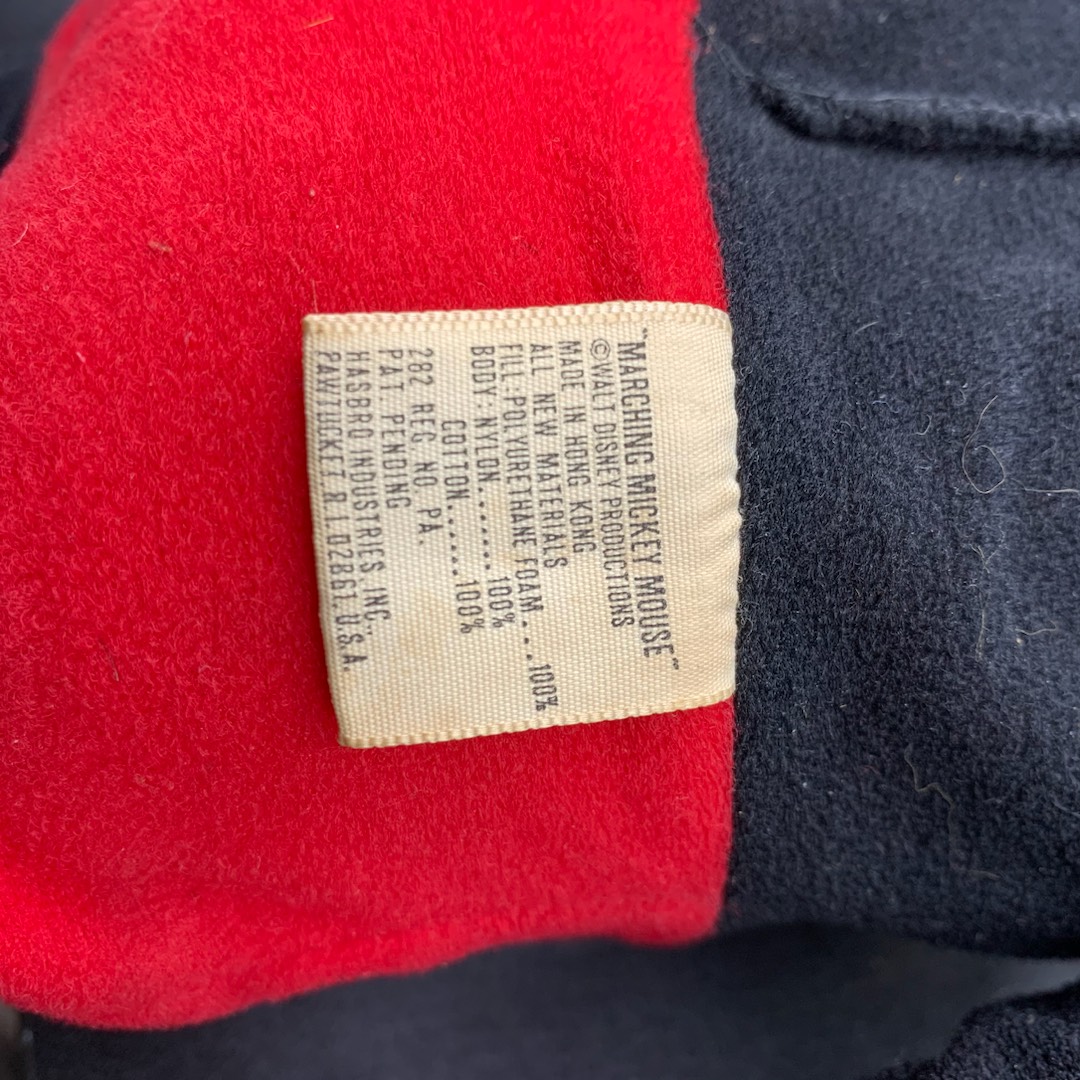 "MARCHING MICKEY MOUSE"
©WALT DISNEY PRODUCTIONS
MADE IN HONG KONG
ALL NEW MATERIALS
FILL: POLYURETHANE FOAM....100%
BODY-NYLON.......100%
COTTON.......100%
282 REG. NO. PA.
PAT. PENDING
HASBRO INDUSTRIES, INC.,
PAWTUCKET, R.I. 02861, U.S.A.